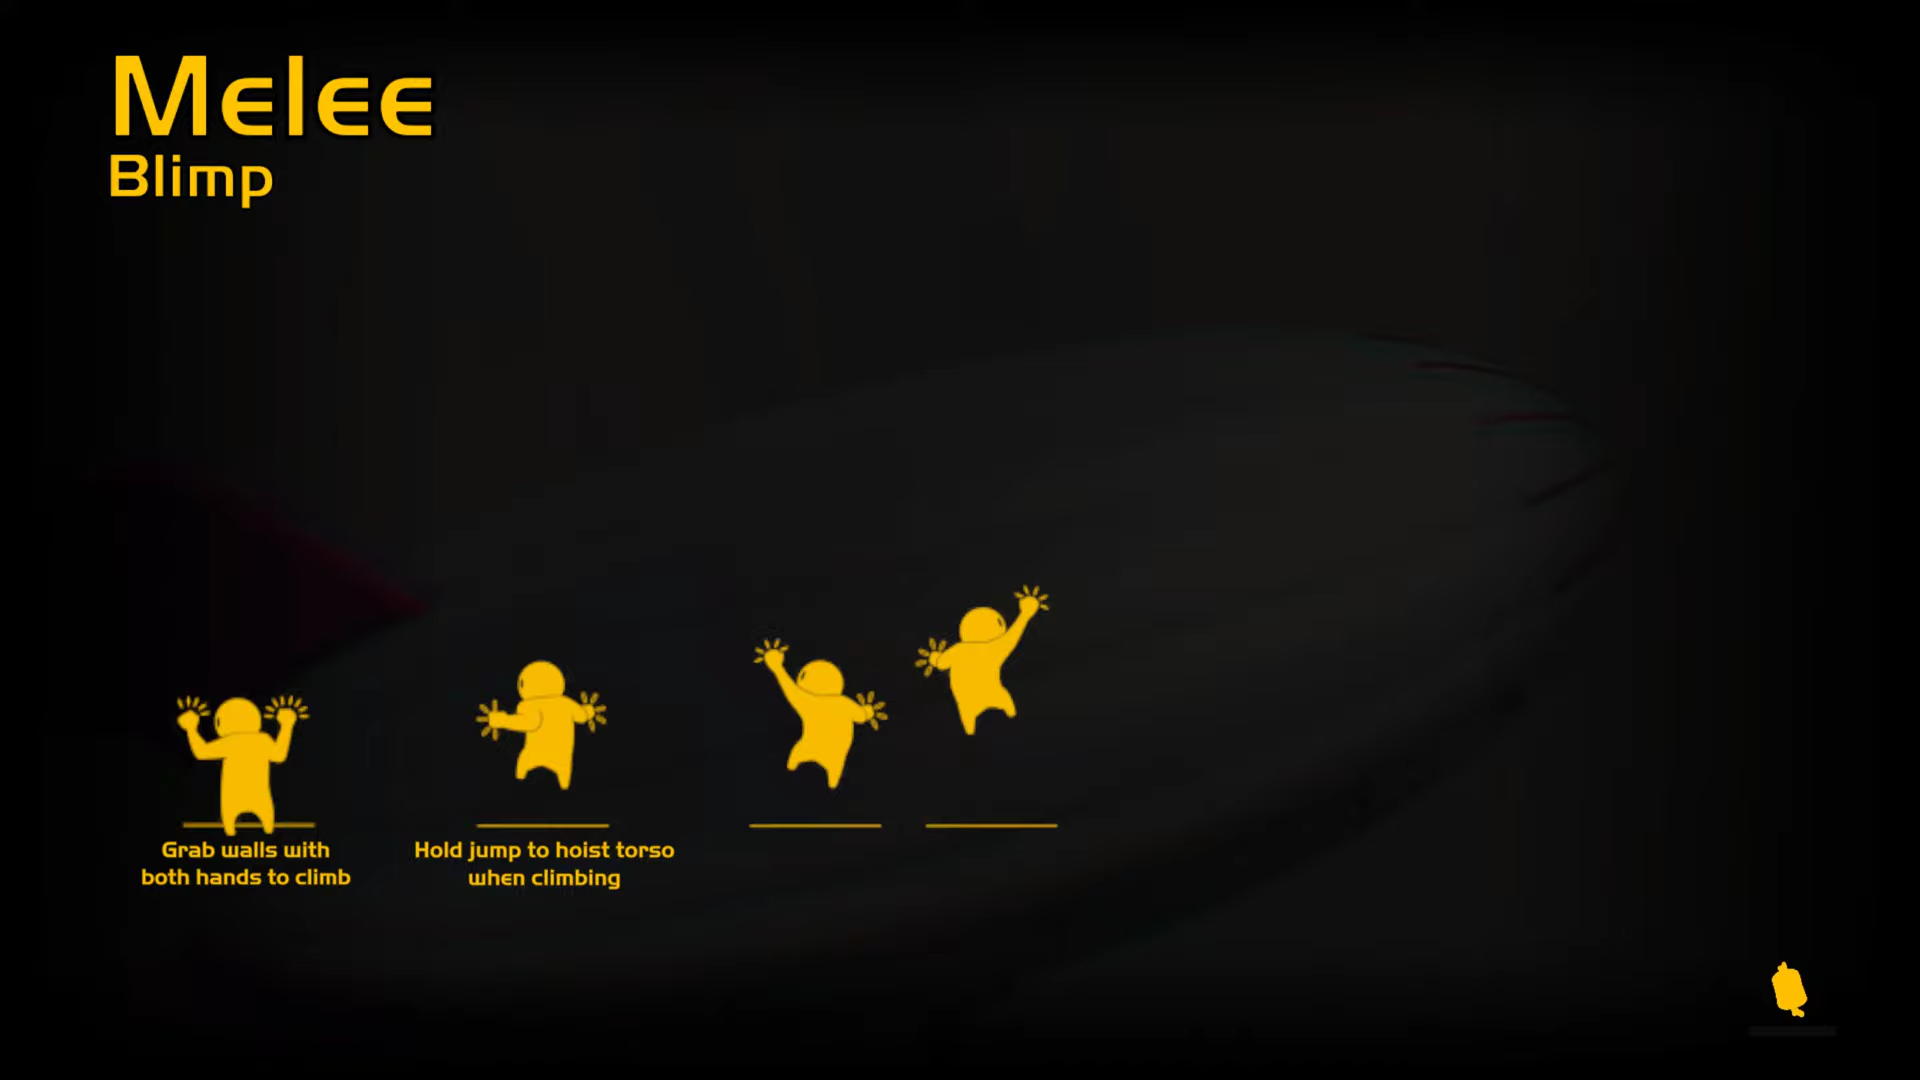 Melee
Blimp
Grab walls with
both hands to climb
Hold jump to hoist torso
when climbing